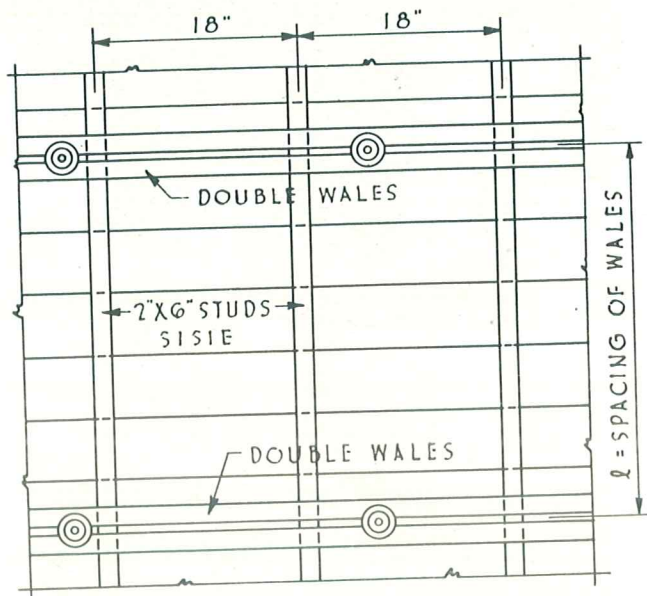 18"
18"
DOUBLE WALES
2"X6" STUDS
S1S1E
DOUBLE WALES
l = SPACING OF WALES